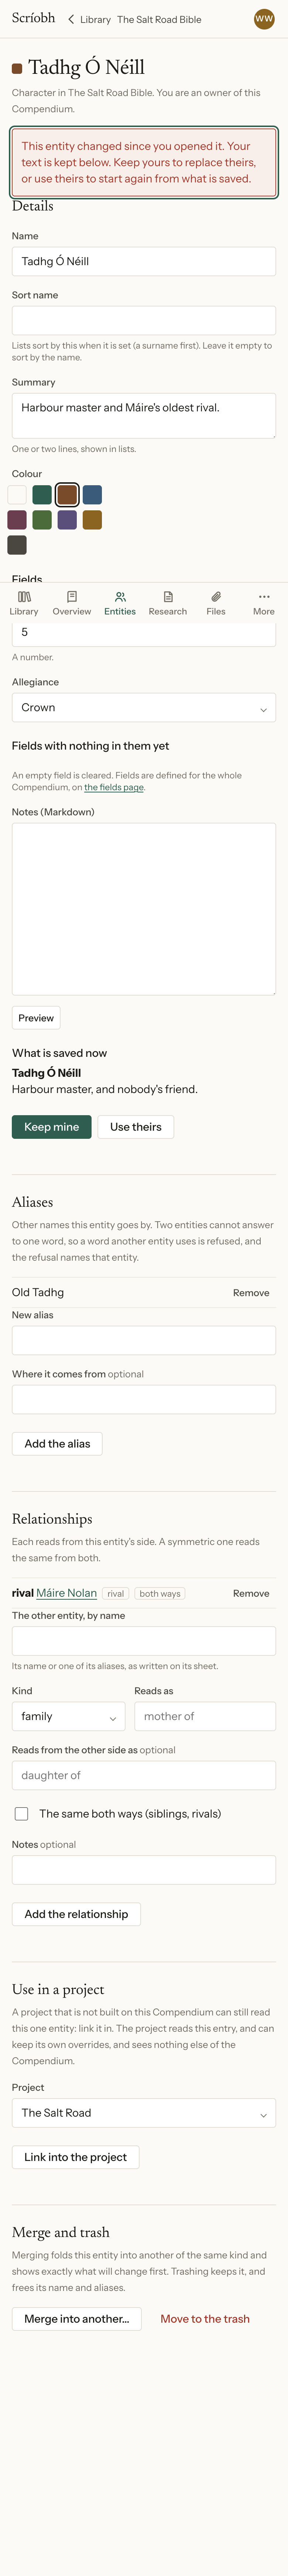 Scríobh
Library
The Salt Road Bible
WW
Tadhg Ó Néill
Character in The Salt Road Bible. You are an owner of this
Compendium.
This entity changed since you opened it. Your
text is kept below. Keep yours to replace theirs,
or use theirs to start again from what is saved.
Details
Name
Tadhg Ó Néill
Sort name
Lists sort by this when it is set (a surname first). Leave it empty to
sort by the name.
Summary
Harbour master and Máire's oldest rival.
One or two lines, shown in lists.
Colour
Fields
Library
Overview
Entities
Research
Files
More
5
A number.
Allegiance
Crown
Fields with nothing in them yet
An empty field is cleared. Fields are defined for the whole
Compendium, on the fields page.
Notes (Markdown)
Preview
What is saved now
Tadhg Ó Néill
Harbour master, and nobody's friend.
Keep mine
Use theirs
Aliases
Other names this entity goes by. Two entities cannot answer
to one word, so a word another entity uses is refused, and
the refusal names that entity.
Old Tadhg
Remove
New alias
Where it comes from optional
Add the alias
Relationships
Each reads from this entity's side. A symmetric one reads
the same from both.
rival Máire Nolan rival both ways
Remove
The other entity, by name
Its name or one of its aliases, as written on its sheet.
Kind
Reads as
family
mother of
Reads from the other side as optional
daughter of
The same both ways (siblings, rivals)
Notes optional
Add the relationship
Use in a project
A project that is not built on this Compendium can still read
this one entity: link it in. The project reads this entry, and can
keep its own overrides, and sees nothing else of the
Compendium.
Project
The Salt Road
Link into the project
Merge and trash
Merging folds this entity into another of the same kind and
shows exactly what will change first. Trashing keeps it, and
frees its name and aliases.
Merge into another...
Move to the trash